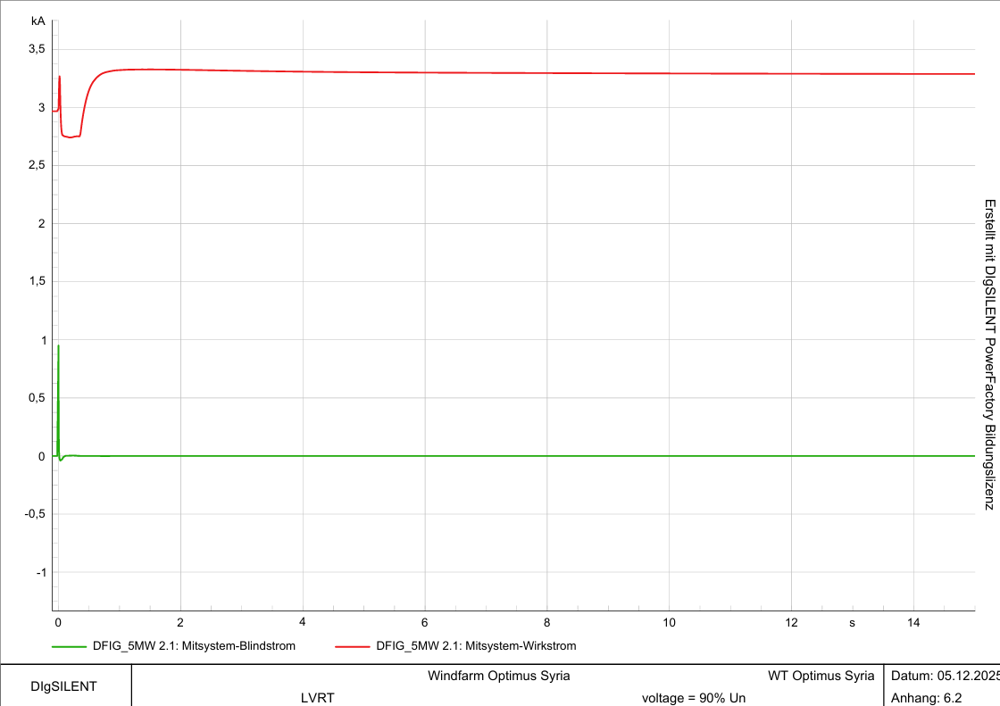 kA
3,5
3
2,5
2
1,5
1
0,5
0
-0,5
-1
0 2 4 6 8 10 12 s 14
DFIG_5MW 2.1: Mitsystem-Blindstrom DFIG_5MW 2.1: Mitsystem-Wirkstrom
Erstellt mit DIgSILENT PowerFactory Bildungslizenz
DIgSILENT
Windfarm Optimus Syria WT Optimus Syria
LVRT voltage = 90% Un
Datum: 05.12.2025
Anhang: 6.2